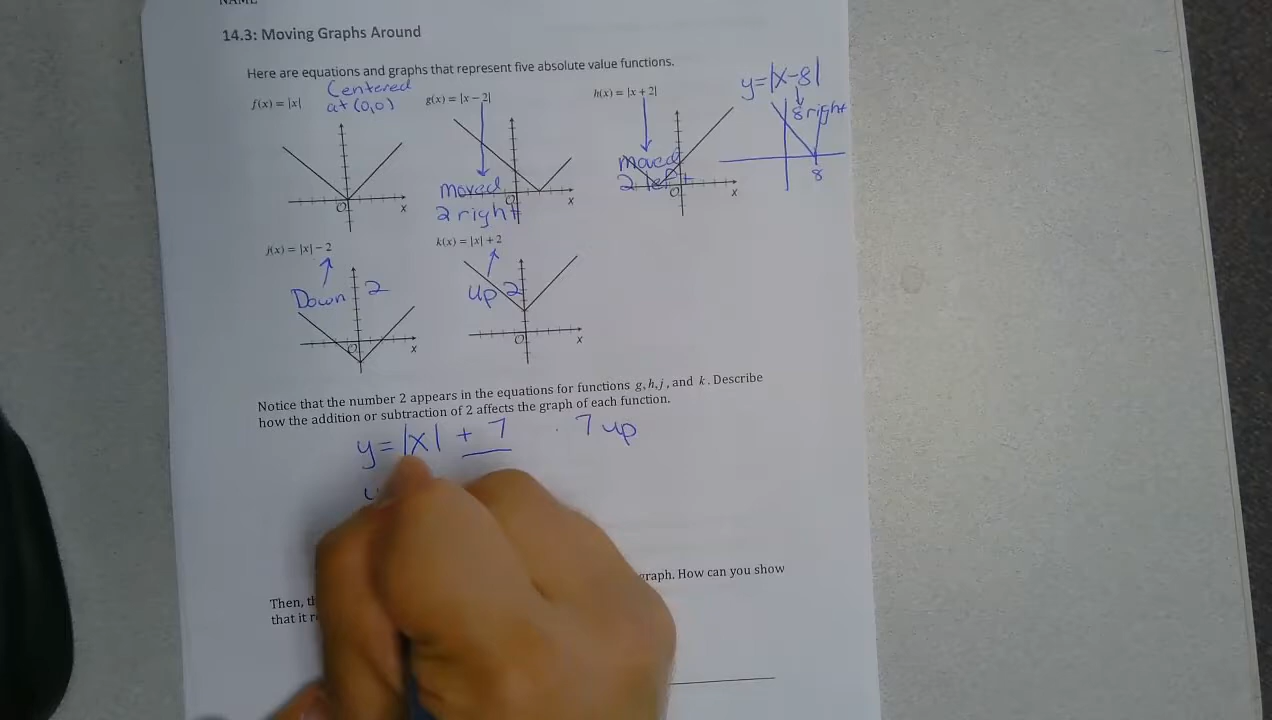 NAME
14.3: Moving Graphs Around
Here are equations and graphs that represent five absolute value functions.
f(x) = |x|
Centered
at (0,0)
g(x) = |x − 2|
moved
2 right
h(x) = |x + 2|
moved
2 left
y=|x-8|
8 right
8
O x
O x
O x
j(x) = |x| − 2
Down 2
k(x) = |x| + 2
up 2
O x
O x
Notice that the number 2 appears in the equations for functions g, h, j, and k. Describe
how the addition or subtraction of 2 affects the graph of each function.
y=|x| + 7 7 up
graph. How can you show
Then,
that it